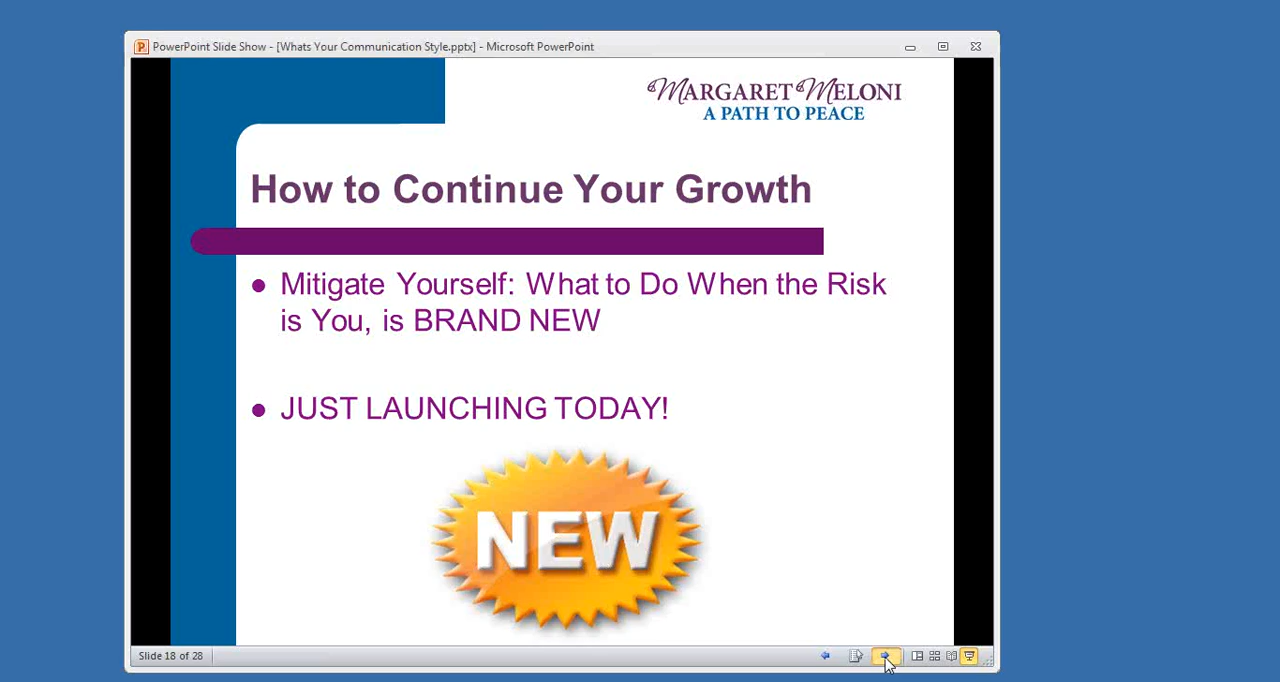 PowerPoint Slide Show - [Whats Your Communication Style.pptx] - Microsoft PowerPoint
MARGARET MELONI
A PATH TO PEACE
How to Continue Your Growth
Mitigate Yourself: What to Do When the Risk
is You, is BRAND NEW
JUST LAUNCHING TODAY!
NEW
Slide 18 of 28